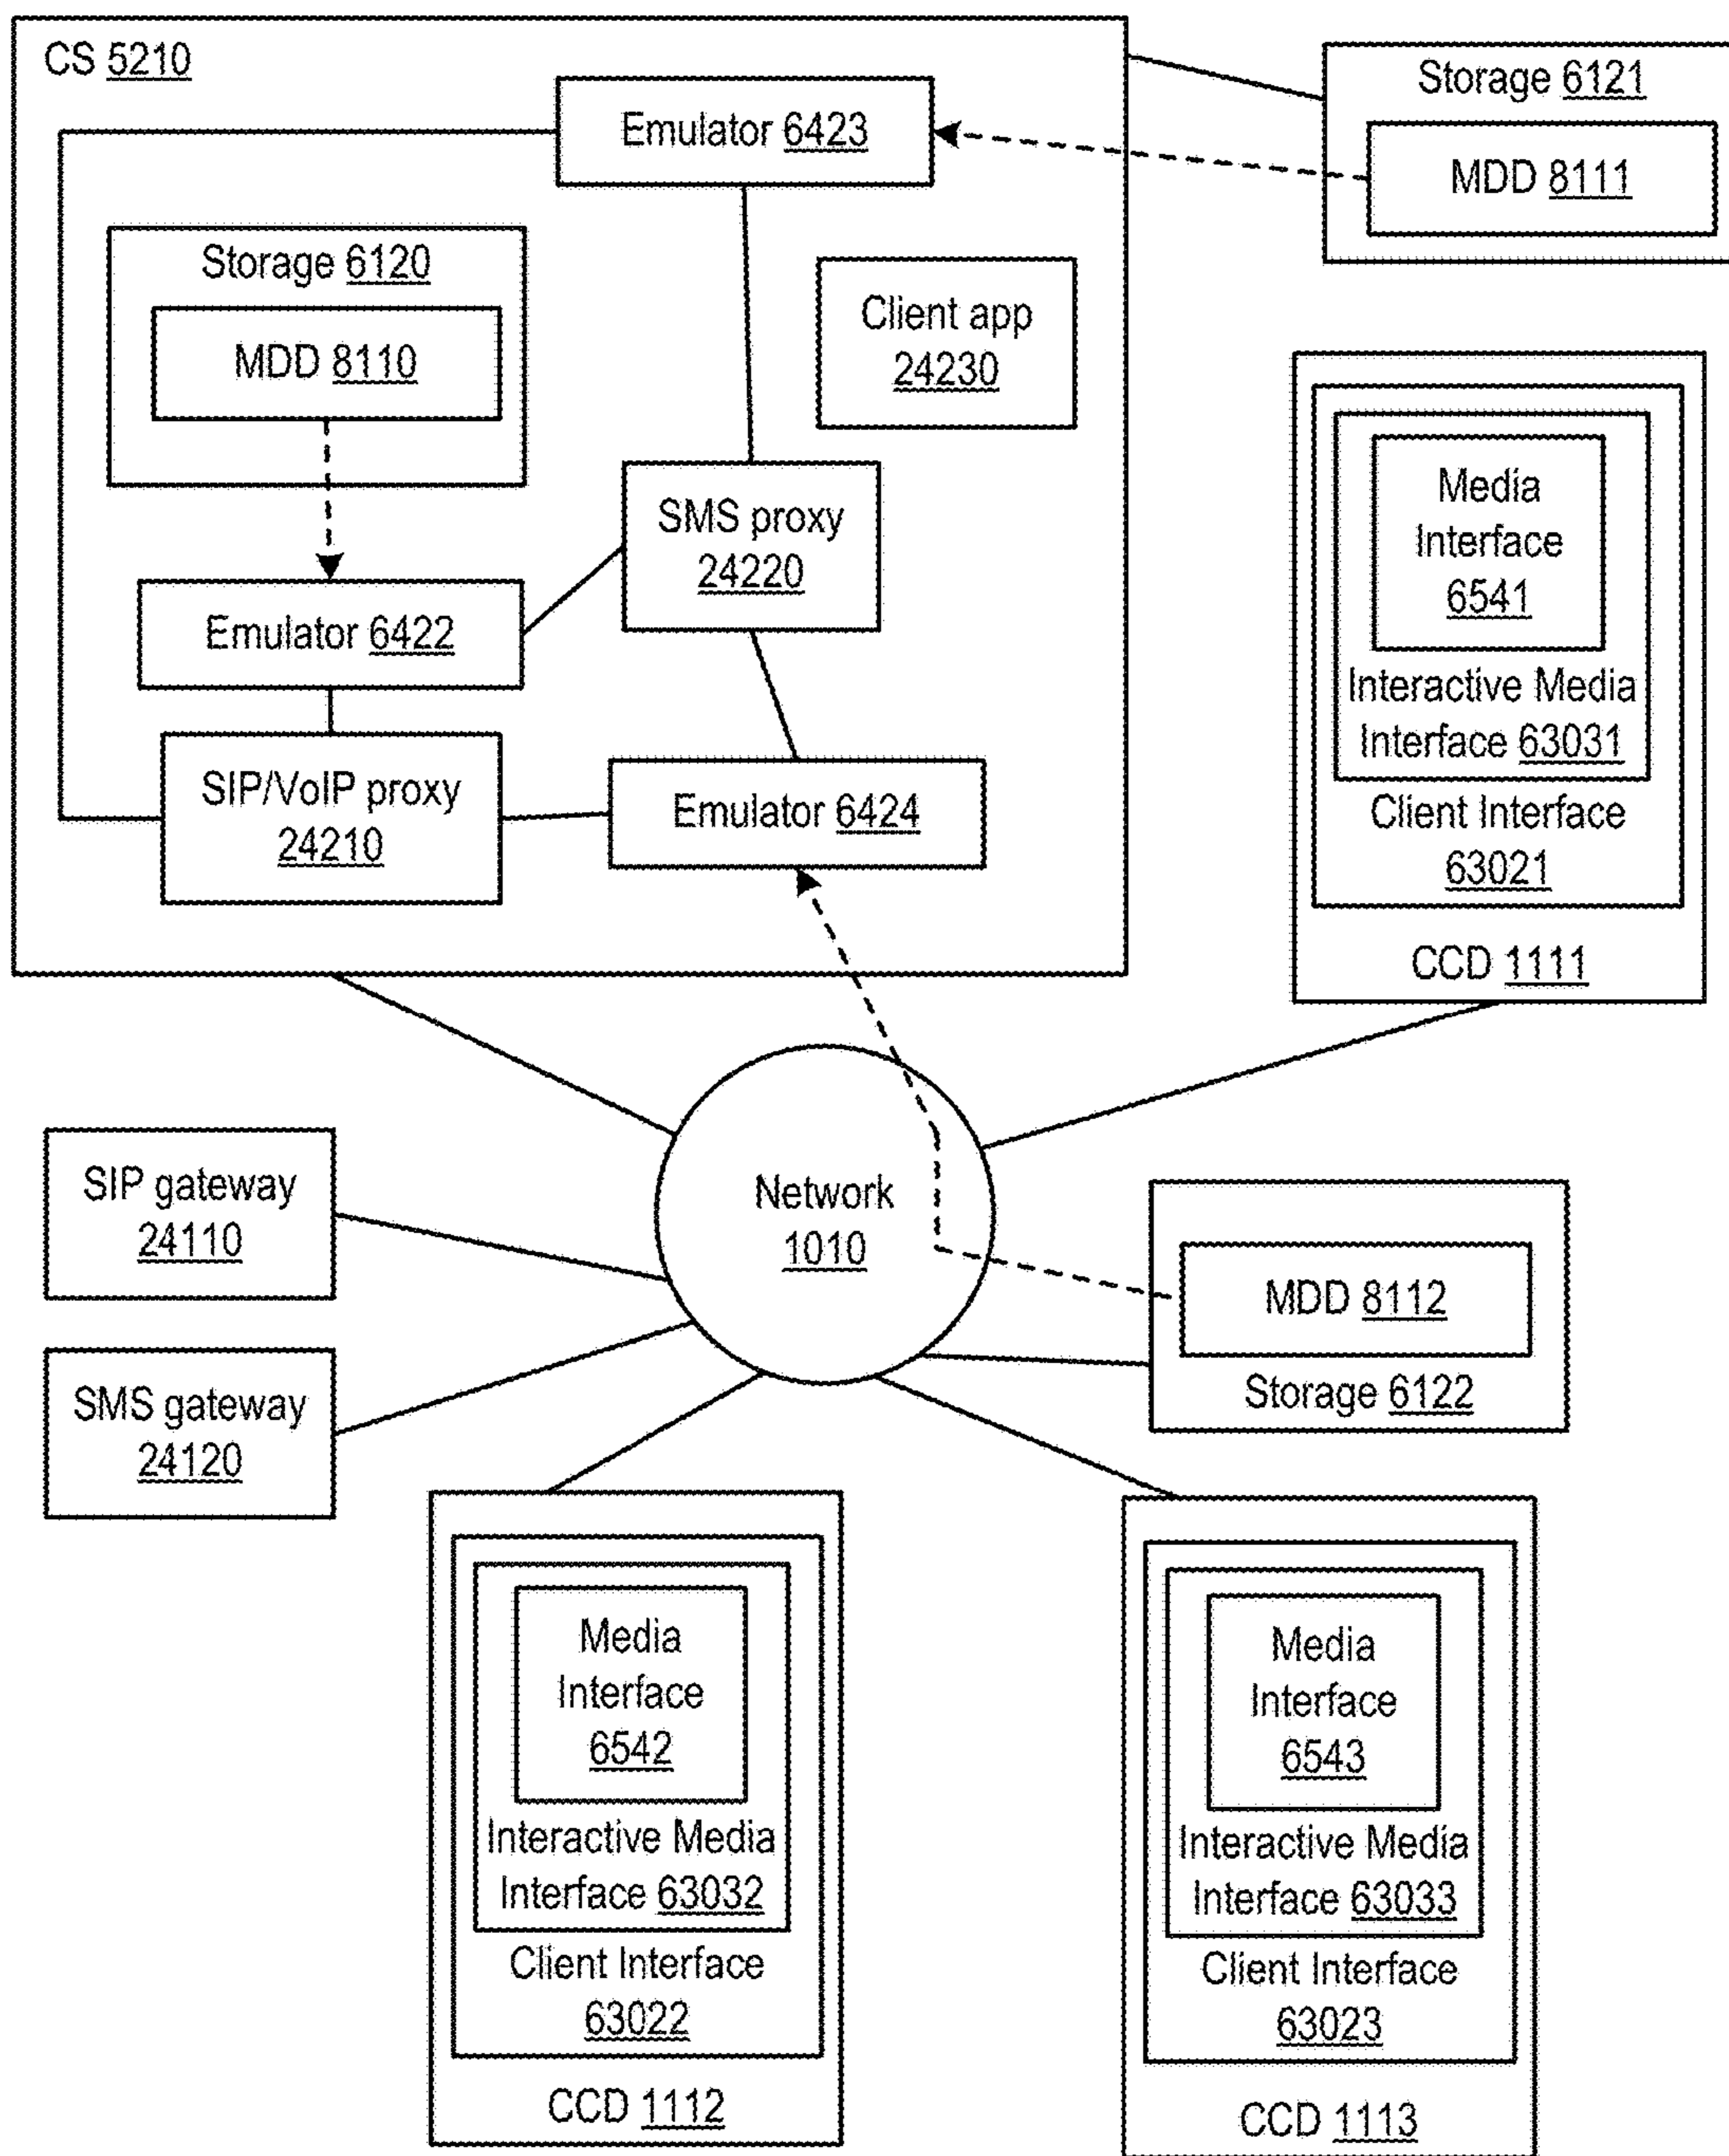 CS 5210
Emulator 6423
Storage 6121
MDD 8111
Storage 6120
MDD 8110
Client app
24230
SMS proxy
24220
Emulator 6422
SIP/VoIP proxy
24210
Emulator 6424
Media
Interface
6541
Interactive Media
Interface 63031
Client Interface
63021
CCD 1111
SIP gateway
24110
Network
1010
MDD 8112
Storage 6122
SMS gateway
24120
Media
Interface
6542
Interactive Media
Interface 63032
Client Interface
63022
CCD 1112
Media
Interface
6543
Interactive Media
Interface 63033
Client Interface
63023
CCD 1113